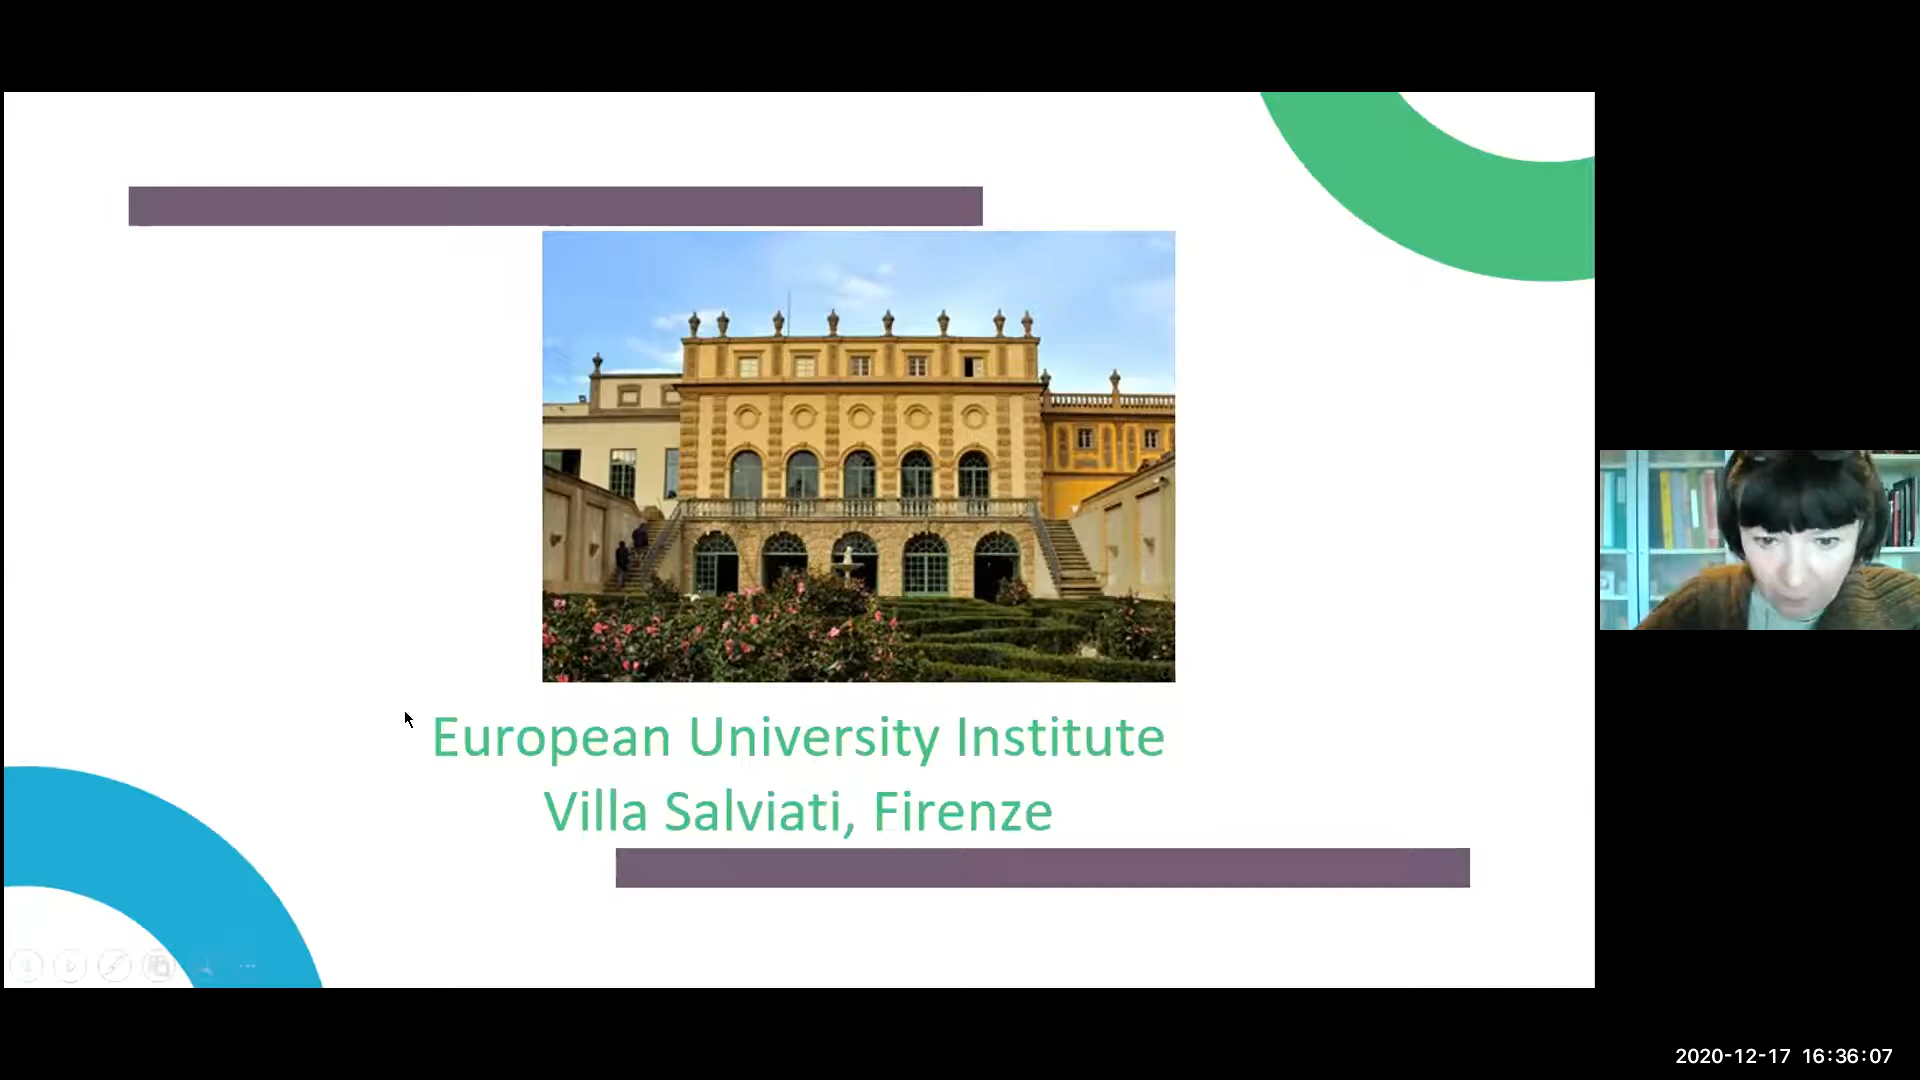 European University Institute
Villa Salviati, Firenze
2020-12-17 16:36:07